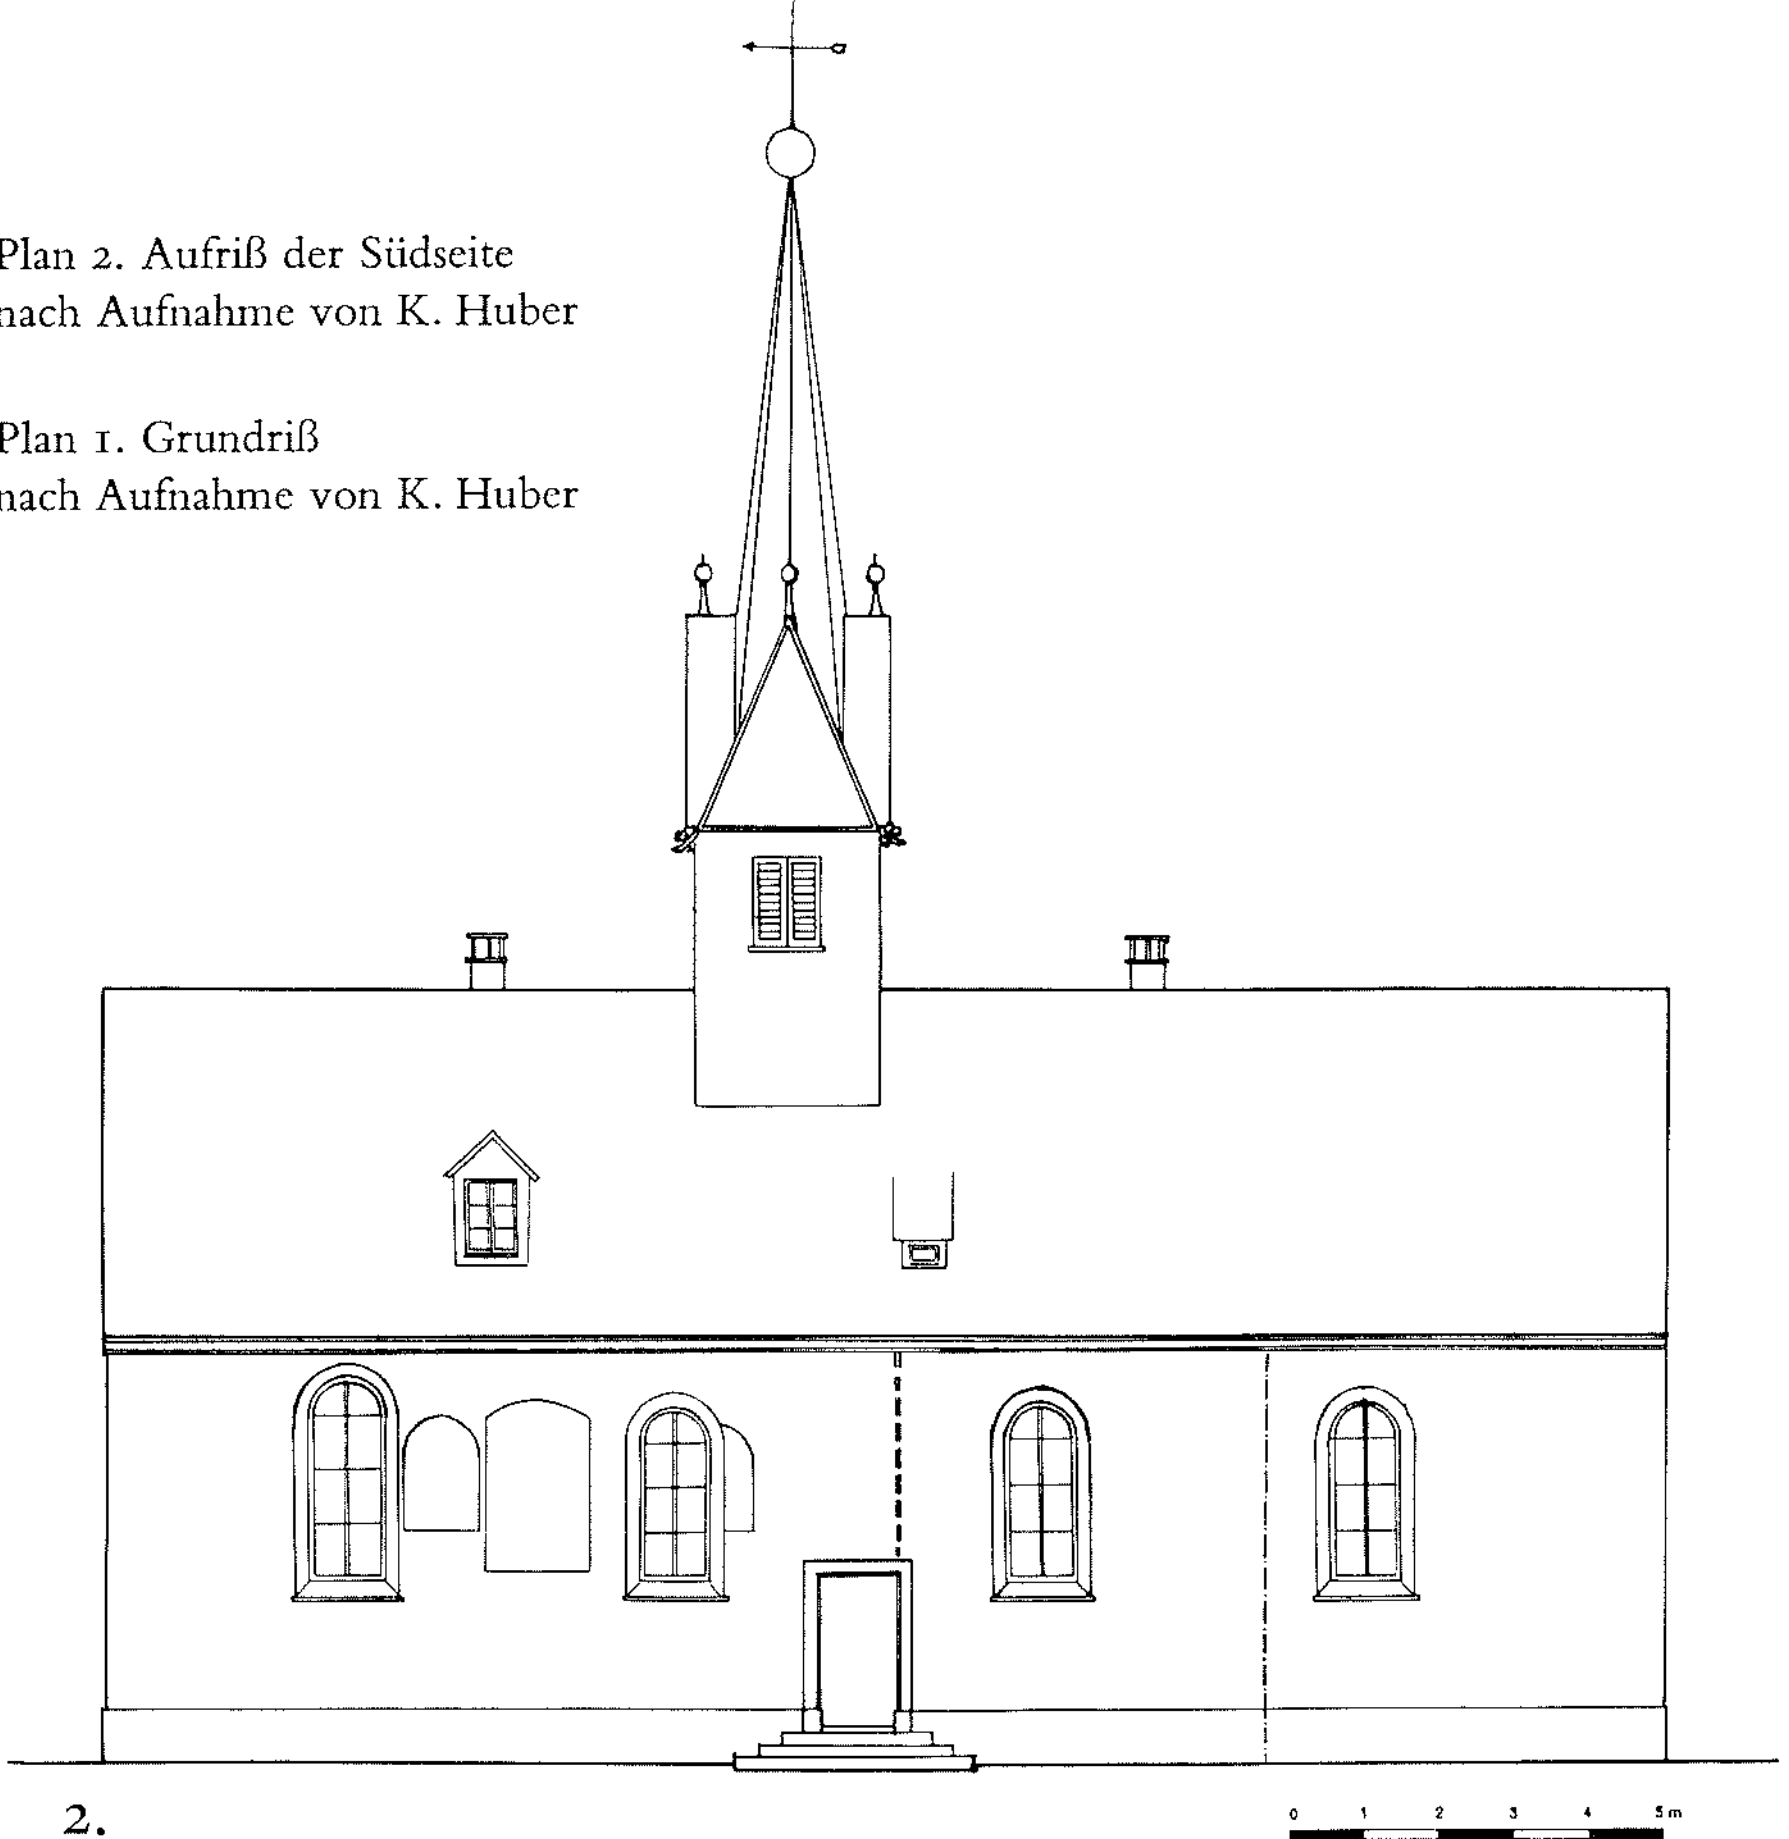 Plan 2. Aufriß der Südseite
nach Aufnahme von K. Huber
Plan 1. Grundriß
nach Aufnahme von K. Huber
2.
0 1 2 3 4 5 m